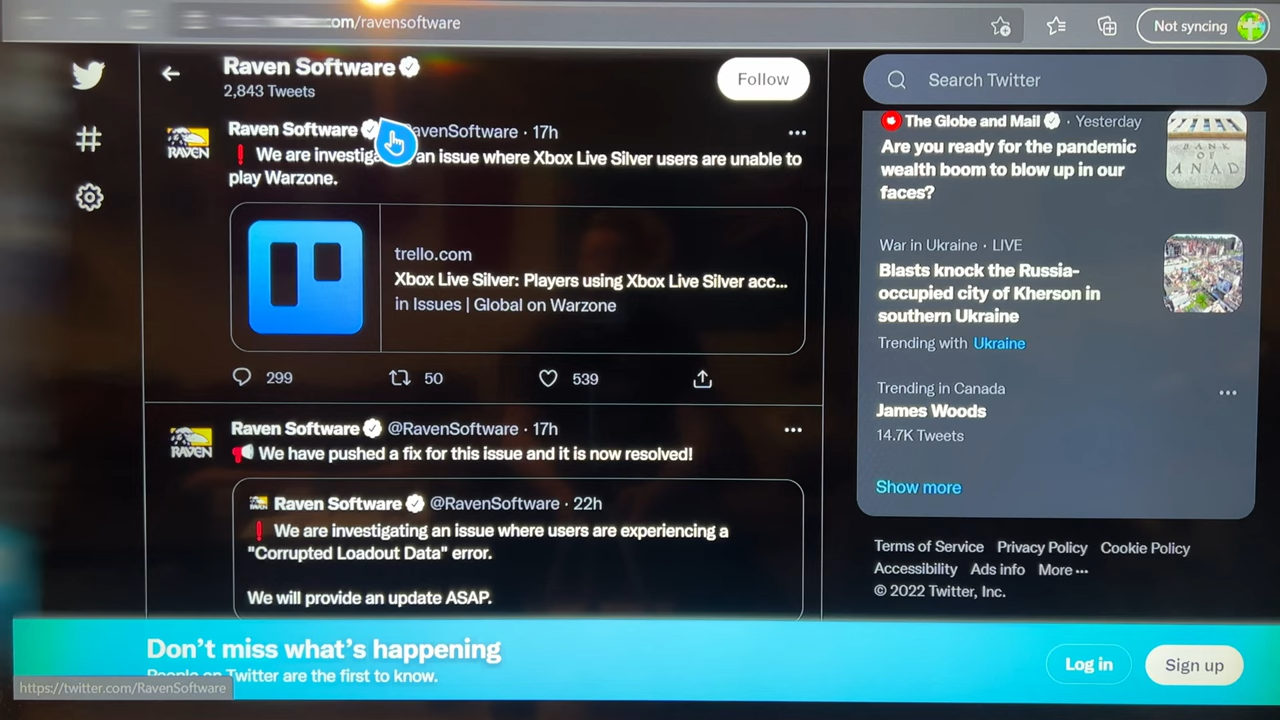 om/ravensoftware
Not syncing
Raven Software
2,843 Tweets
Follow
Search Twitter
RAVEN
Raven Software
avenSoftware · 17h
❗ We are investiga an issue where Xbox Live Silver users are unable to
play Warzone.
trello.com
Xbox Live Silver: Players using Xbox Live Silver acc...
in Issues | Global on Warzone
299
50
539
RAVEN
Raven Software @RavenSoftware · 17h
We have pushed a fix for this issue and it is now resolved!
Raven Software @RavenSoftware · 22h
❗ We are investigating an issue where users are experiencing a
"Corrupted Loadout Data" error.
We will provide an update ASAP.
The Globe and Mail · Yesterday
Are you ready for the pandemic
wealth boom to blow up in our
faces?
BANK
OF
ANAD
War in Ukraine · LIVE
Blasts knock the Russia-
occupied city of Kherson in
southern Ukraine
Trending with Ukraine
Trending in Canada
James Woods
14.7K Tweets
Show more
Terms of Service Privacy Policy Cookie Policy
Accessibility Ads info More ···
© 2022 Twitter, Inc.
Don't miss what's happening
People on Twitter are the first to know.
Log in
Sign up
https://twitter.com/RavenSoftware